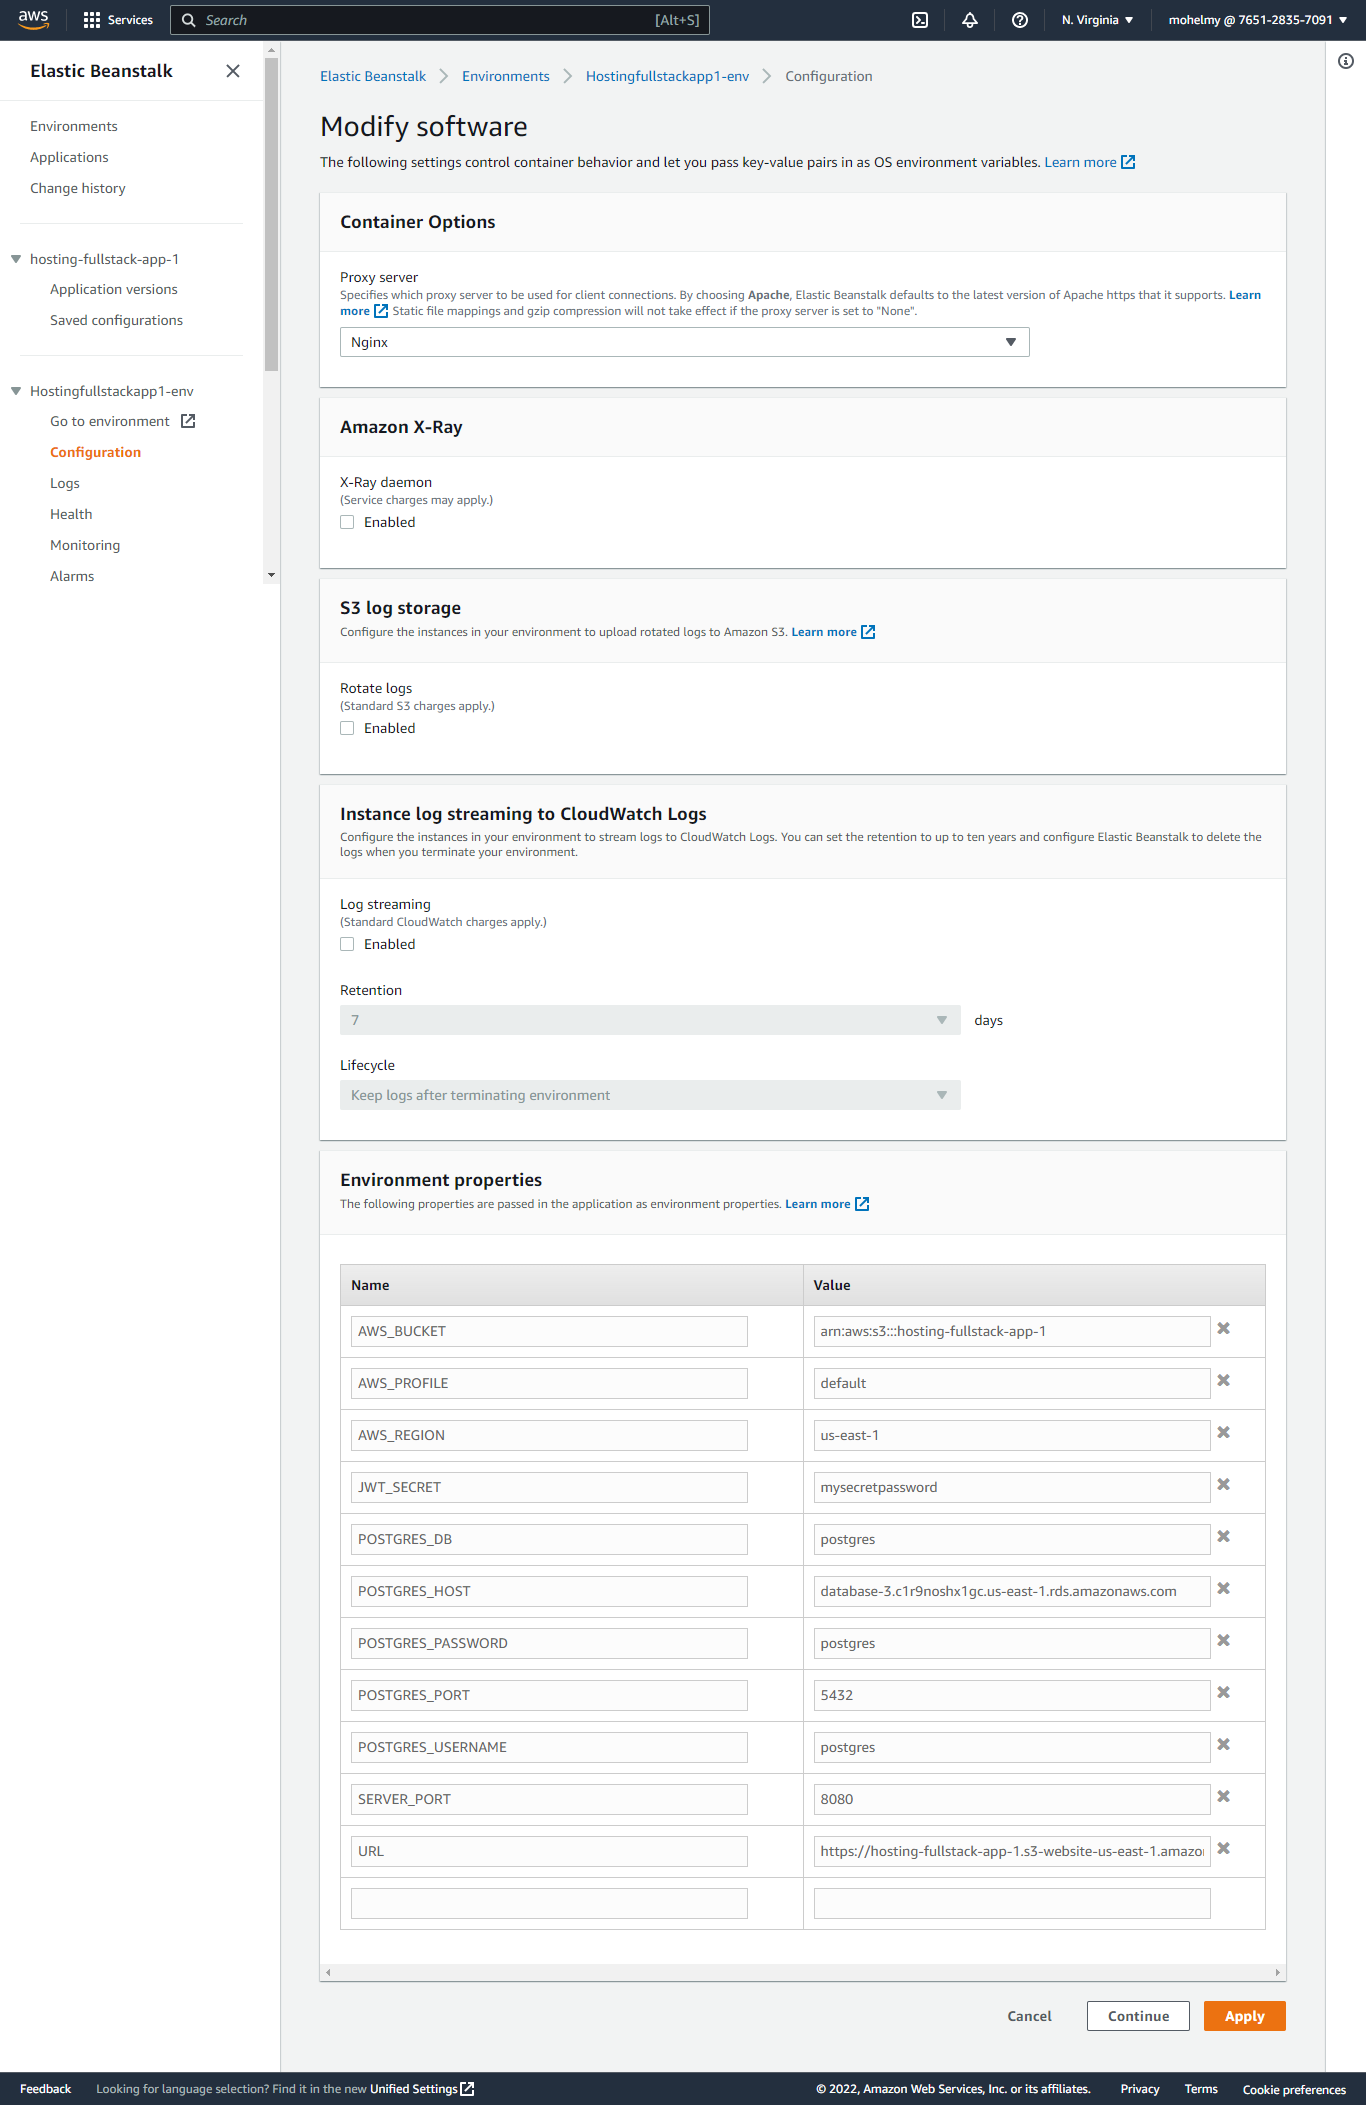 aws
Services
Search
[Alt+S]
N. Virginia
mohelmy @ 7651-2835-7091
Elastic Beanstalk
Environments
Applications
Change history
hosting-fullstack-app-1
Application versions
Saved configurations
Hostingfullstackapp1-env
Go to environment
Configuration
Logs
Health
Monitoring
Alarms
Elastic Beanstalk
Environments
Hostingfullstackapp1-env
Configuration
Modify software
The following settings control container behavior and let you pass key-value pairs in as OS environment variables. Learn more
Container Options
Proxy server
Specifies which proxy server to be used for client connections. By choosing Apache, Elastic Beanstalk defaults to the latest version of Apache https that it supports. Learn
more Static file mappings and gzip compression will not take effect if the proxy server is set to "None".
Nginx
Amazon X-Ray
X-Ray daemon
(Service charges may apply.)
Enabled
S3 log storage
Configure the instances in your environment to upload rotated logs to Amazon S3. Learn more
Rotate logs
(Standard S3 charges apply.)
Enabled
Instance log streaming to CloudWatch Logs
Configure the instances in your environment to stream logs to CloudWatch Logs. You can set the retention to up to ten years and configure Elastic Beanstalk to delete the
logs when you terminate your environment.
Log streaming
(Standard CloudWatch charges apply.)
Enabled
Retention
7
days
Lifecycle
Keep logs after terminating environment
Environment properties
The following properties are passed in the application as environment properties. Learn more
Name Value
AWS_BUCKET arn:aws:s3:::hosting-fullstack-app-1
AWS_PROFILE default
AWS_REGION us-east-1
JWT_SECRET mysecretpassword
POSTGRES_DB postgres
POSTGRES_HOST database-3.c1r9noshx1gc.us-east-1.rds.amazonaws.com
POSTGRES_PASSWORD postgres
POSTGRES_PORT 5432
POSTGRES_USERNAME postgres
SERVER_PORT 8080
URL https://hosting-fullstack-app-1.s3-website-us-east-1.amazo
Cancel
Continue
Apply
Feedback
Looking for language selection? Find it in the new Unified Settings
© 2022, Amazon Web Services, Inc. or its affiliates.
Privacy
Terms
Cookie preferences